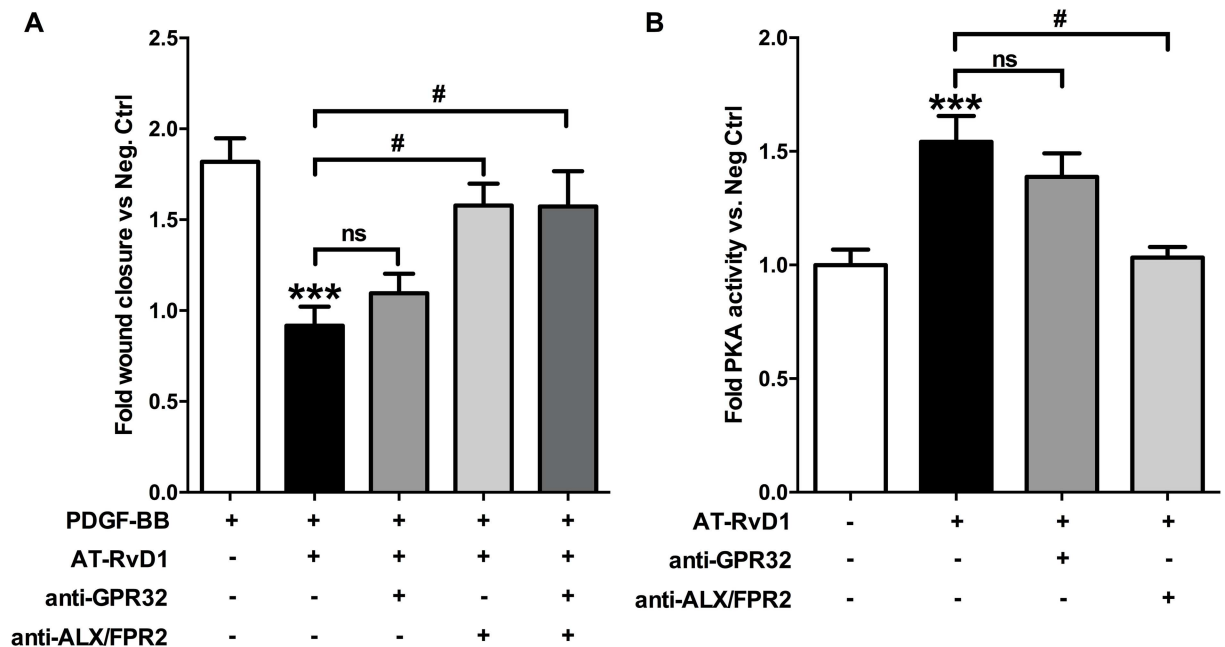 A
Fold wound closure vs Neg. Ctrl
2.5
2.0
1.5
1.0
0.5
0.0
#
#
ns
***
PDGF-BB + + + + +
AT-RvD1 - + + + +
anti-GPR32 - - + - +
anti-ALX/FPR2 - - - + +
B
Fold PKA activity vs. Neg Ctrl
2.0
1.5
1.0
0.5
0.0
#
ns
***
AT-RvD1 - + + +
anti-GPR32 - - + -
anti-ALX/FPR2 - - - +